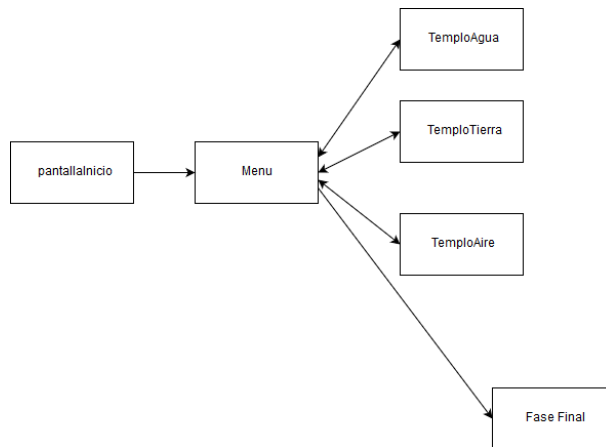 TemploAgua
TemploTierra
pantallaInicio
Menu
TemploAire
Fase Final